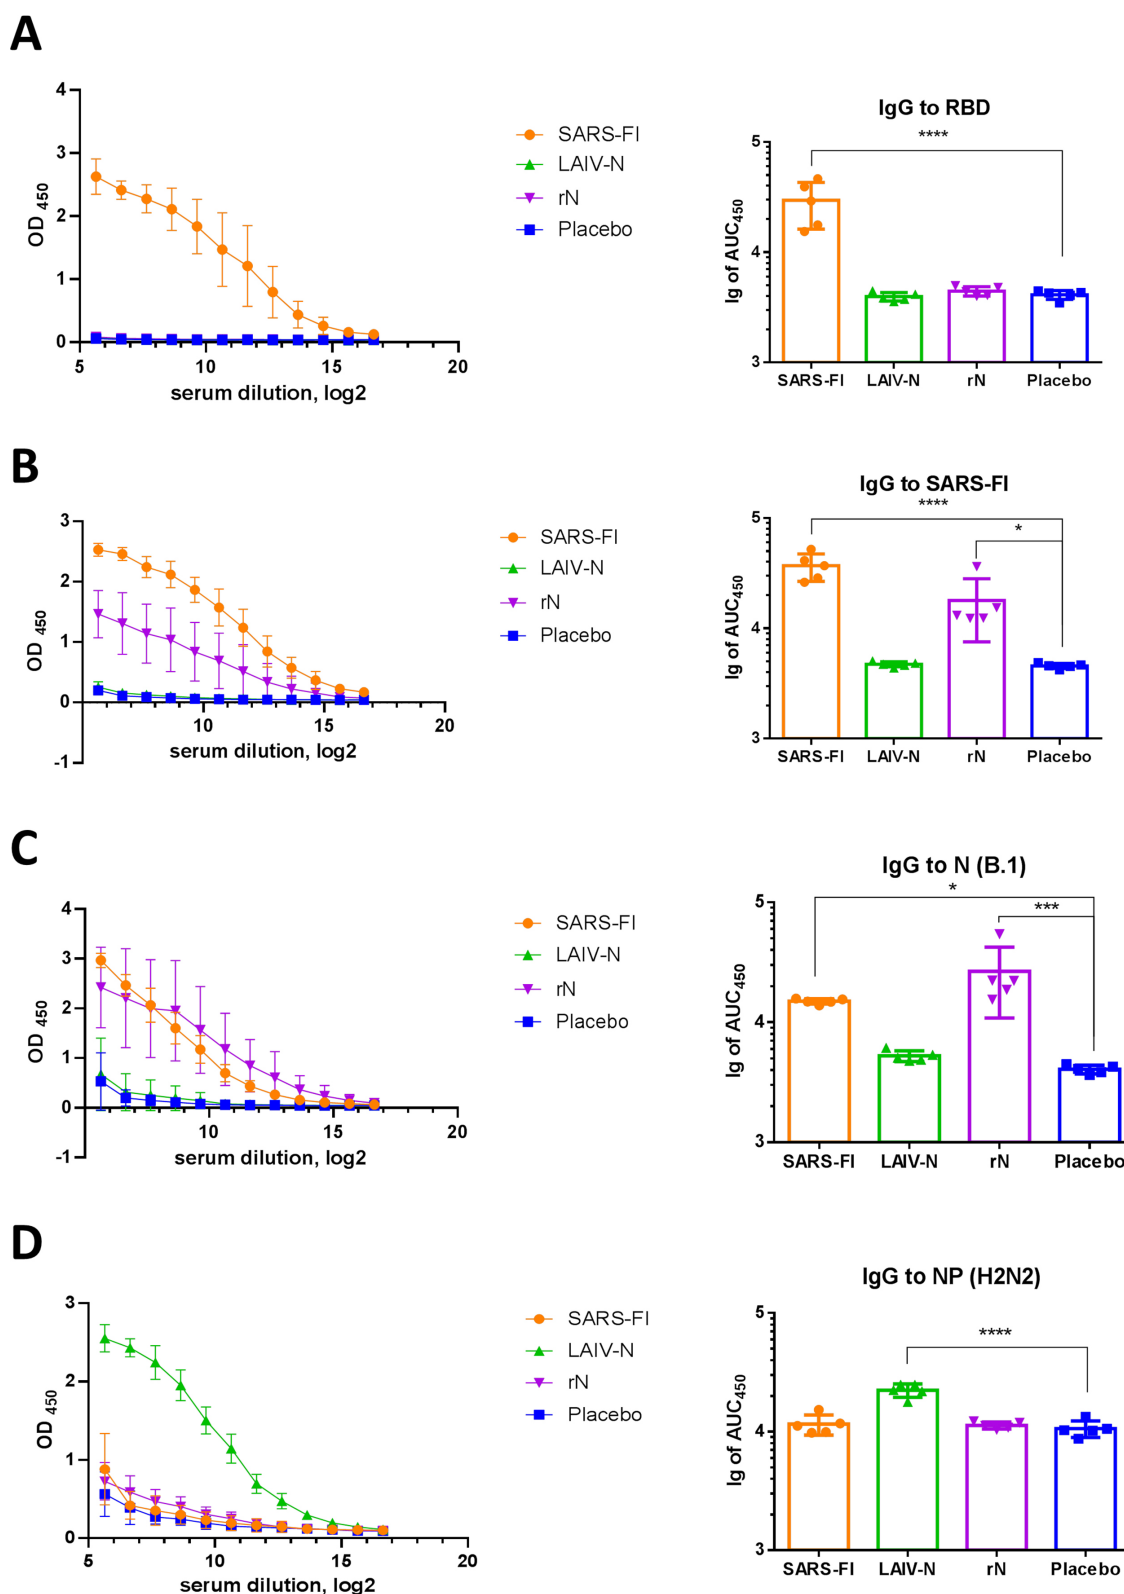 A
4
3
2
1
0
5
10
15
20
OD 450
serum dilution, log2
SARS-FI
LAIV-N
rN
Placebo
IgG to RBD
****
5
4
3
lg of AUC450
SARS-FI
LAIV-N
rN
Placebo
B
3
2
1
0
-1
10
15
20
OD 450
serum dilution, log2
SARS-FI
LAIV-N
rN
Placebo
IgG to SARS-FI
****
*
5
4
3
lg of AUC450
SARS-FI
LAIV-N
rN
Placebo
C
4
3
2
1
0
-1
10
15
20
OD 450
serum dilution, log2
SARS-FI
LAIV-N
rN
Placebo
IgG to N (B.1)
*
***
5
4
3
lg of AUC450
SARS-FI
LAIV-N
rN
Placebo
D
3
2
1
0
5
10
15
20
OD 450
serum dilution, log2
SARS-FI
LAIV-N
rN
Placebo
IgG to NP (H2N2)
****
5
4
3
lg of AUC450
SARS-FI
LAIV-N
rN
Placebo